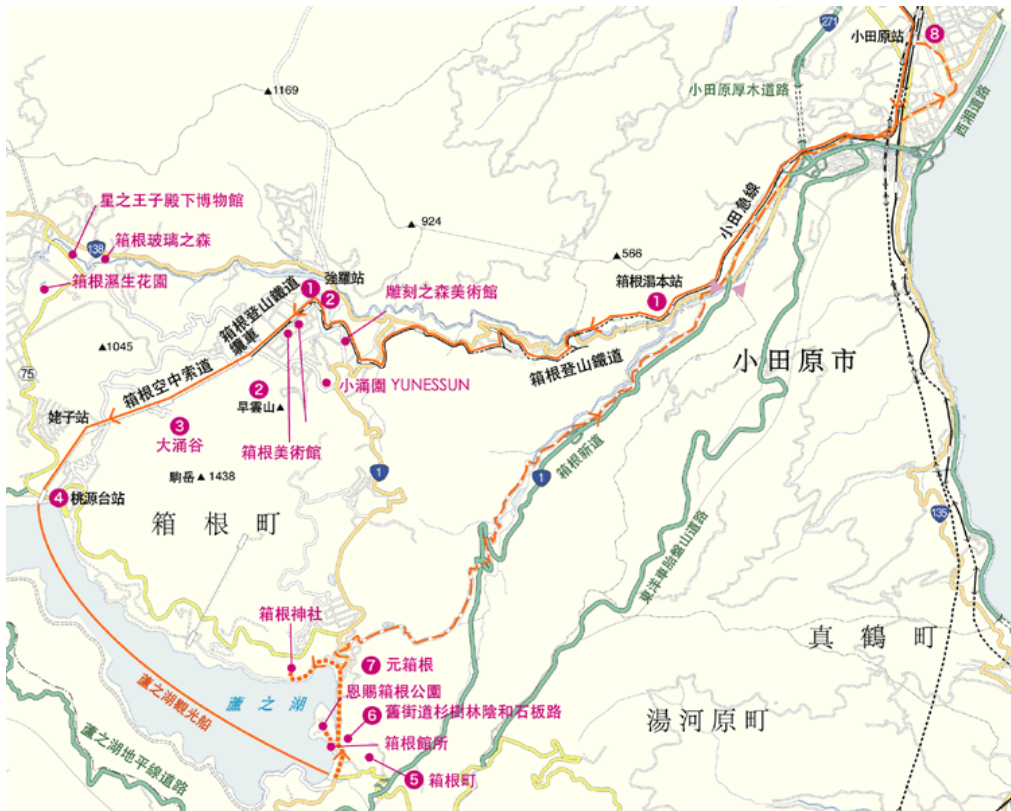 271
小田原站
8
▲1169
小田原厚木道路
西湘道路
星之王子殿下博物館
138
箱根玻璃之森
▲924
小田急線
▲566
箱根濕生花園
強羅站
箱根湯本站
1
1
2
雕刻之森美術館
箱根登山鐵道
纜車
▲1045
75
箱根空中索道
箱根登山鐵道
小田原市
小涌園 YUNESSUN
2
早雲山▲
姥子站
3
大涌谷
箱根美術館
駒岳▲1438
1
1
箱根新道
4
桃源台站
箱根町
135
東洋車胎盤山道路
箱根神社
真鶴町
7
元箱根
恩賜箱根公園
蘆之湖
蘆之湖観光船
6
舊街道杉樹林陰和石板路
湯河原町
箱根館所
蘆之湖地平線道路
5
箱根町